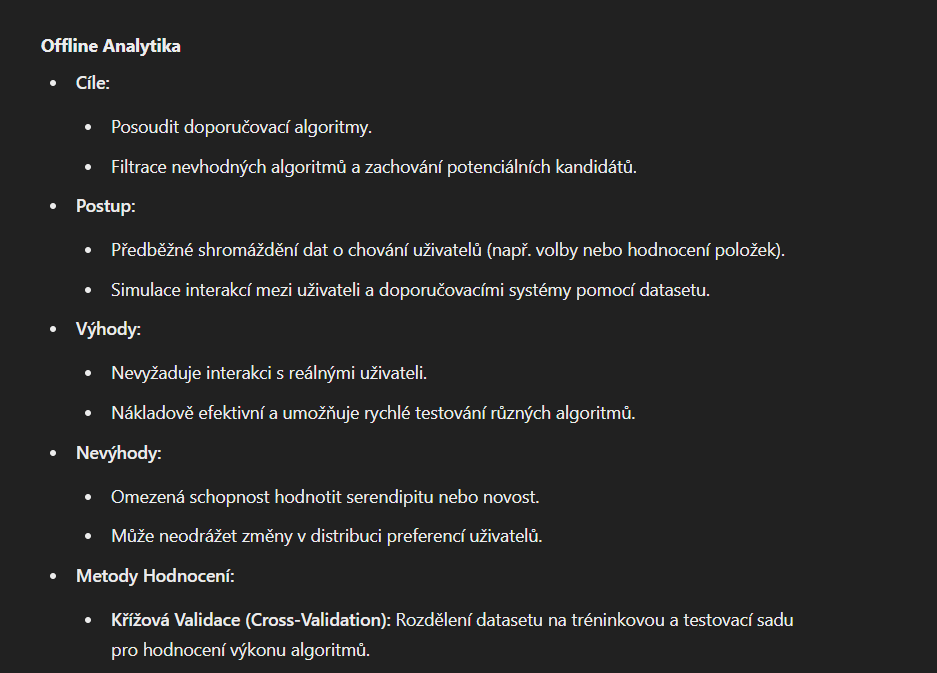 Offline Analytika
• Cíle:
• Posoudit doporučovací algoritmy.
• Filtrace nevhodných algoritmů a zachování potenciálních kandidátů.
• Postup:
• Předběžné shromáždění dat o chování uživatelů (např. volby nebo hodnocení položek).
• Simulace interakcí mezi uživateli a doporučovacími systémy pomocí datasetu.
• Výhody:
• Nevyžaduje interakci s reálnými uživateli.
• Nákladově efektivní a umožňuje rychlé testování různých algoritmů.
• Nevýhody:
• Omezená schopnost hodnotit serendipitu nebo novost.
• Může neodrážet změny v distribuci preferencí uživatelů.
• Metody Hodnocení:
• Křížová Validace (Cross-Validation): Rozdělení datasetu na tréninkovou a testovací sadu
pro hodnocení výkonu algoritmů.